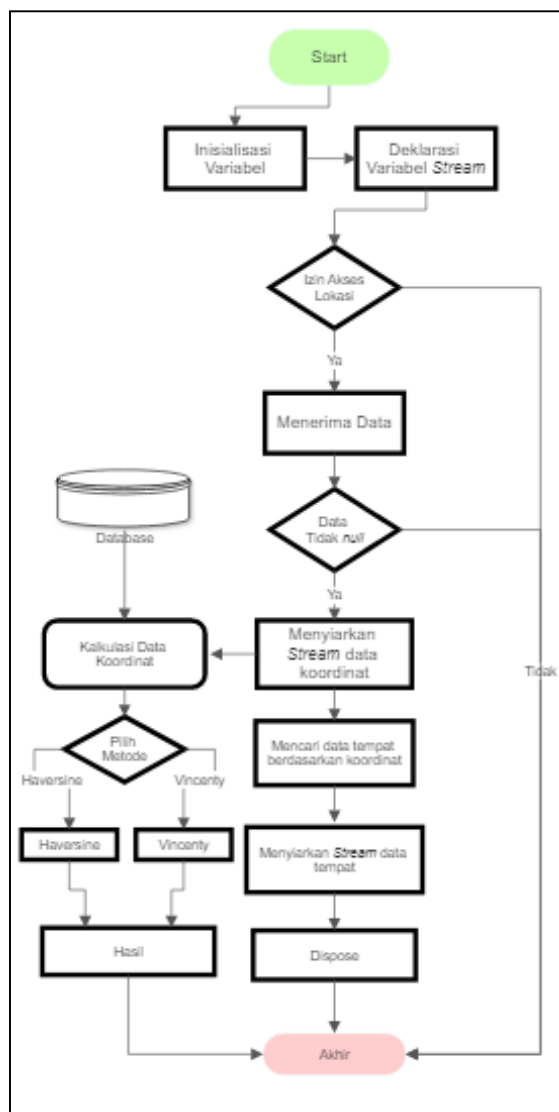 Start
Inisialisasi
Variabel
Deklarasi
Variabel Stream
Izin Akses
Lokasi
Ya
Menerima Data
Database
Data
Tidak null
Ya
Kalkulasi Data
Koordinat
Menyiarkan
Stream data
koordinat
Tidak
Pilih
Metode
Mencari data tempat
berdasarkan koordinat
Haversine
Vincenty
Haversine
Vincenty
Menyiarkan Stream data
tempat
Hasil
Dispose
Akhir